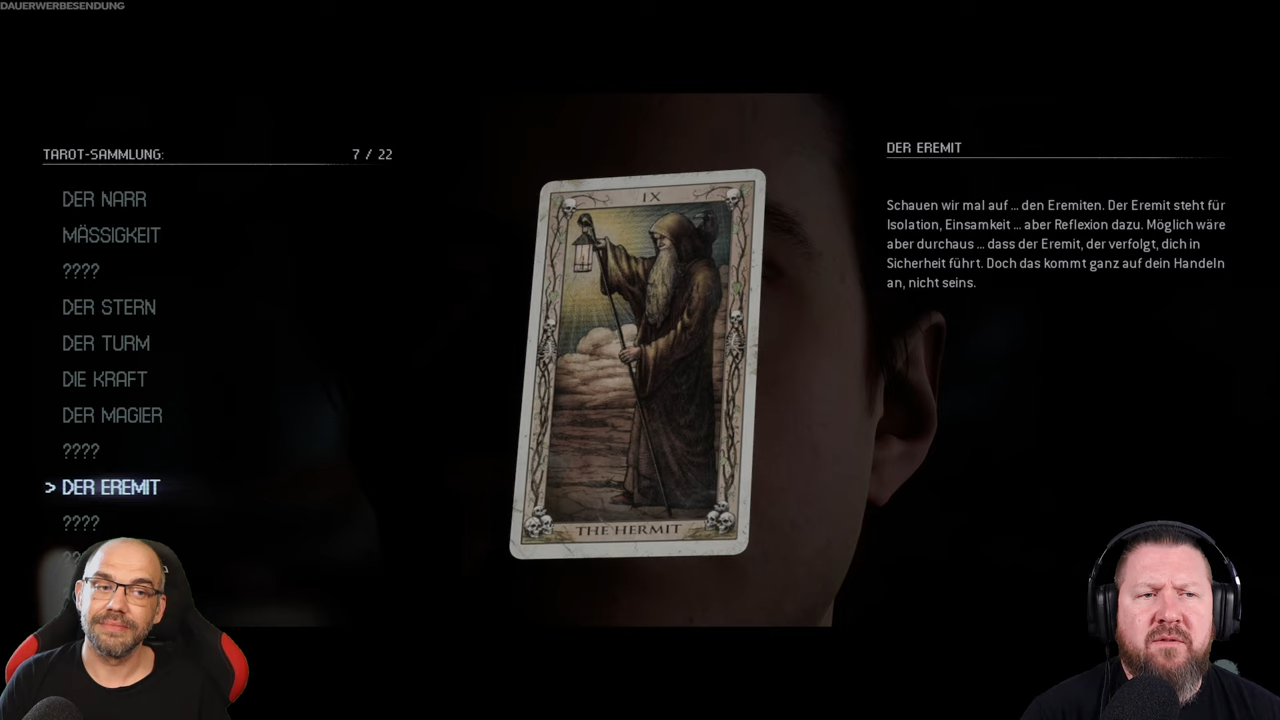 DAUERWERBESENDUNG
TAROT-SAMMLUNG: 7 / 22
DER NARR
MÄSSIGKEIT
????
DER STERN
DER TURM
DIE KRAFT
DER MAGIER
????
> DER EREMIT
????
IX
THE HERMIT
DER EREMIT
Schauen wir mal auf ... den Eremiten. Der Eremit steht für
Isolation, Einsamkeit ... aber Reflexion dazu. Möglich wäre
aber durchaus ... dass der Eremit, der verfolgt, dich in
Sicherheit führt. Doch das kommt ganz auf dein Handeln
an, nicht seins.